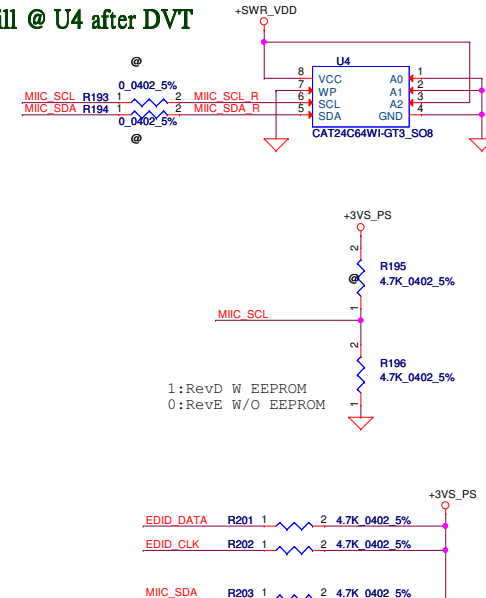 ill @ U4 after DVT
+SWR_VDD
@
U4
0_0402_5%
8 VCC A0 1
7 WP A1 2
MIIC_SCL R193 1 2 MIIC_SCL_R 6 SCL A2 3
MIIC_SDA R194 1 2 MIIC_SDA_R 5 SDA GND 4
0_0402_5%
CAT24C64WI-GT3_SO8
@
+3VS_PS
2
R195
@ 4.7K_0402_5%
1
MIIC_SCL
2
R196
4.7K_0402_5%
1
1:RevD W EEPROM
0:RevE W/O EEPROM
+3VS_PS
EDID_DATA R201 1 2 4.7K_0402_5%
EDID_CLK R202 1 2 4.7K_0402_5%
MIIC_SDA R203 1 2 4.7K_0402_5%